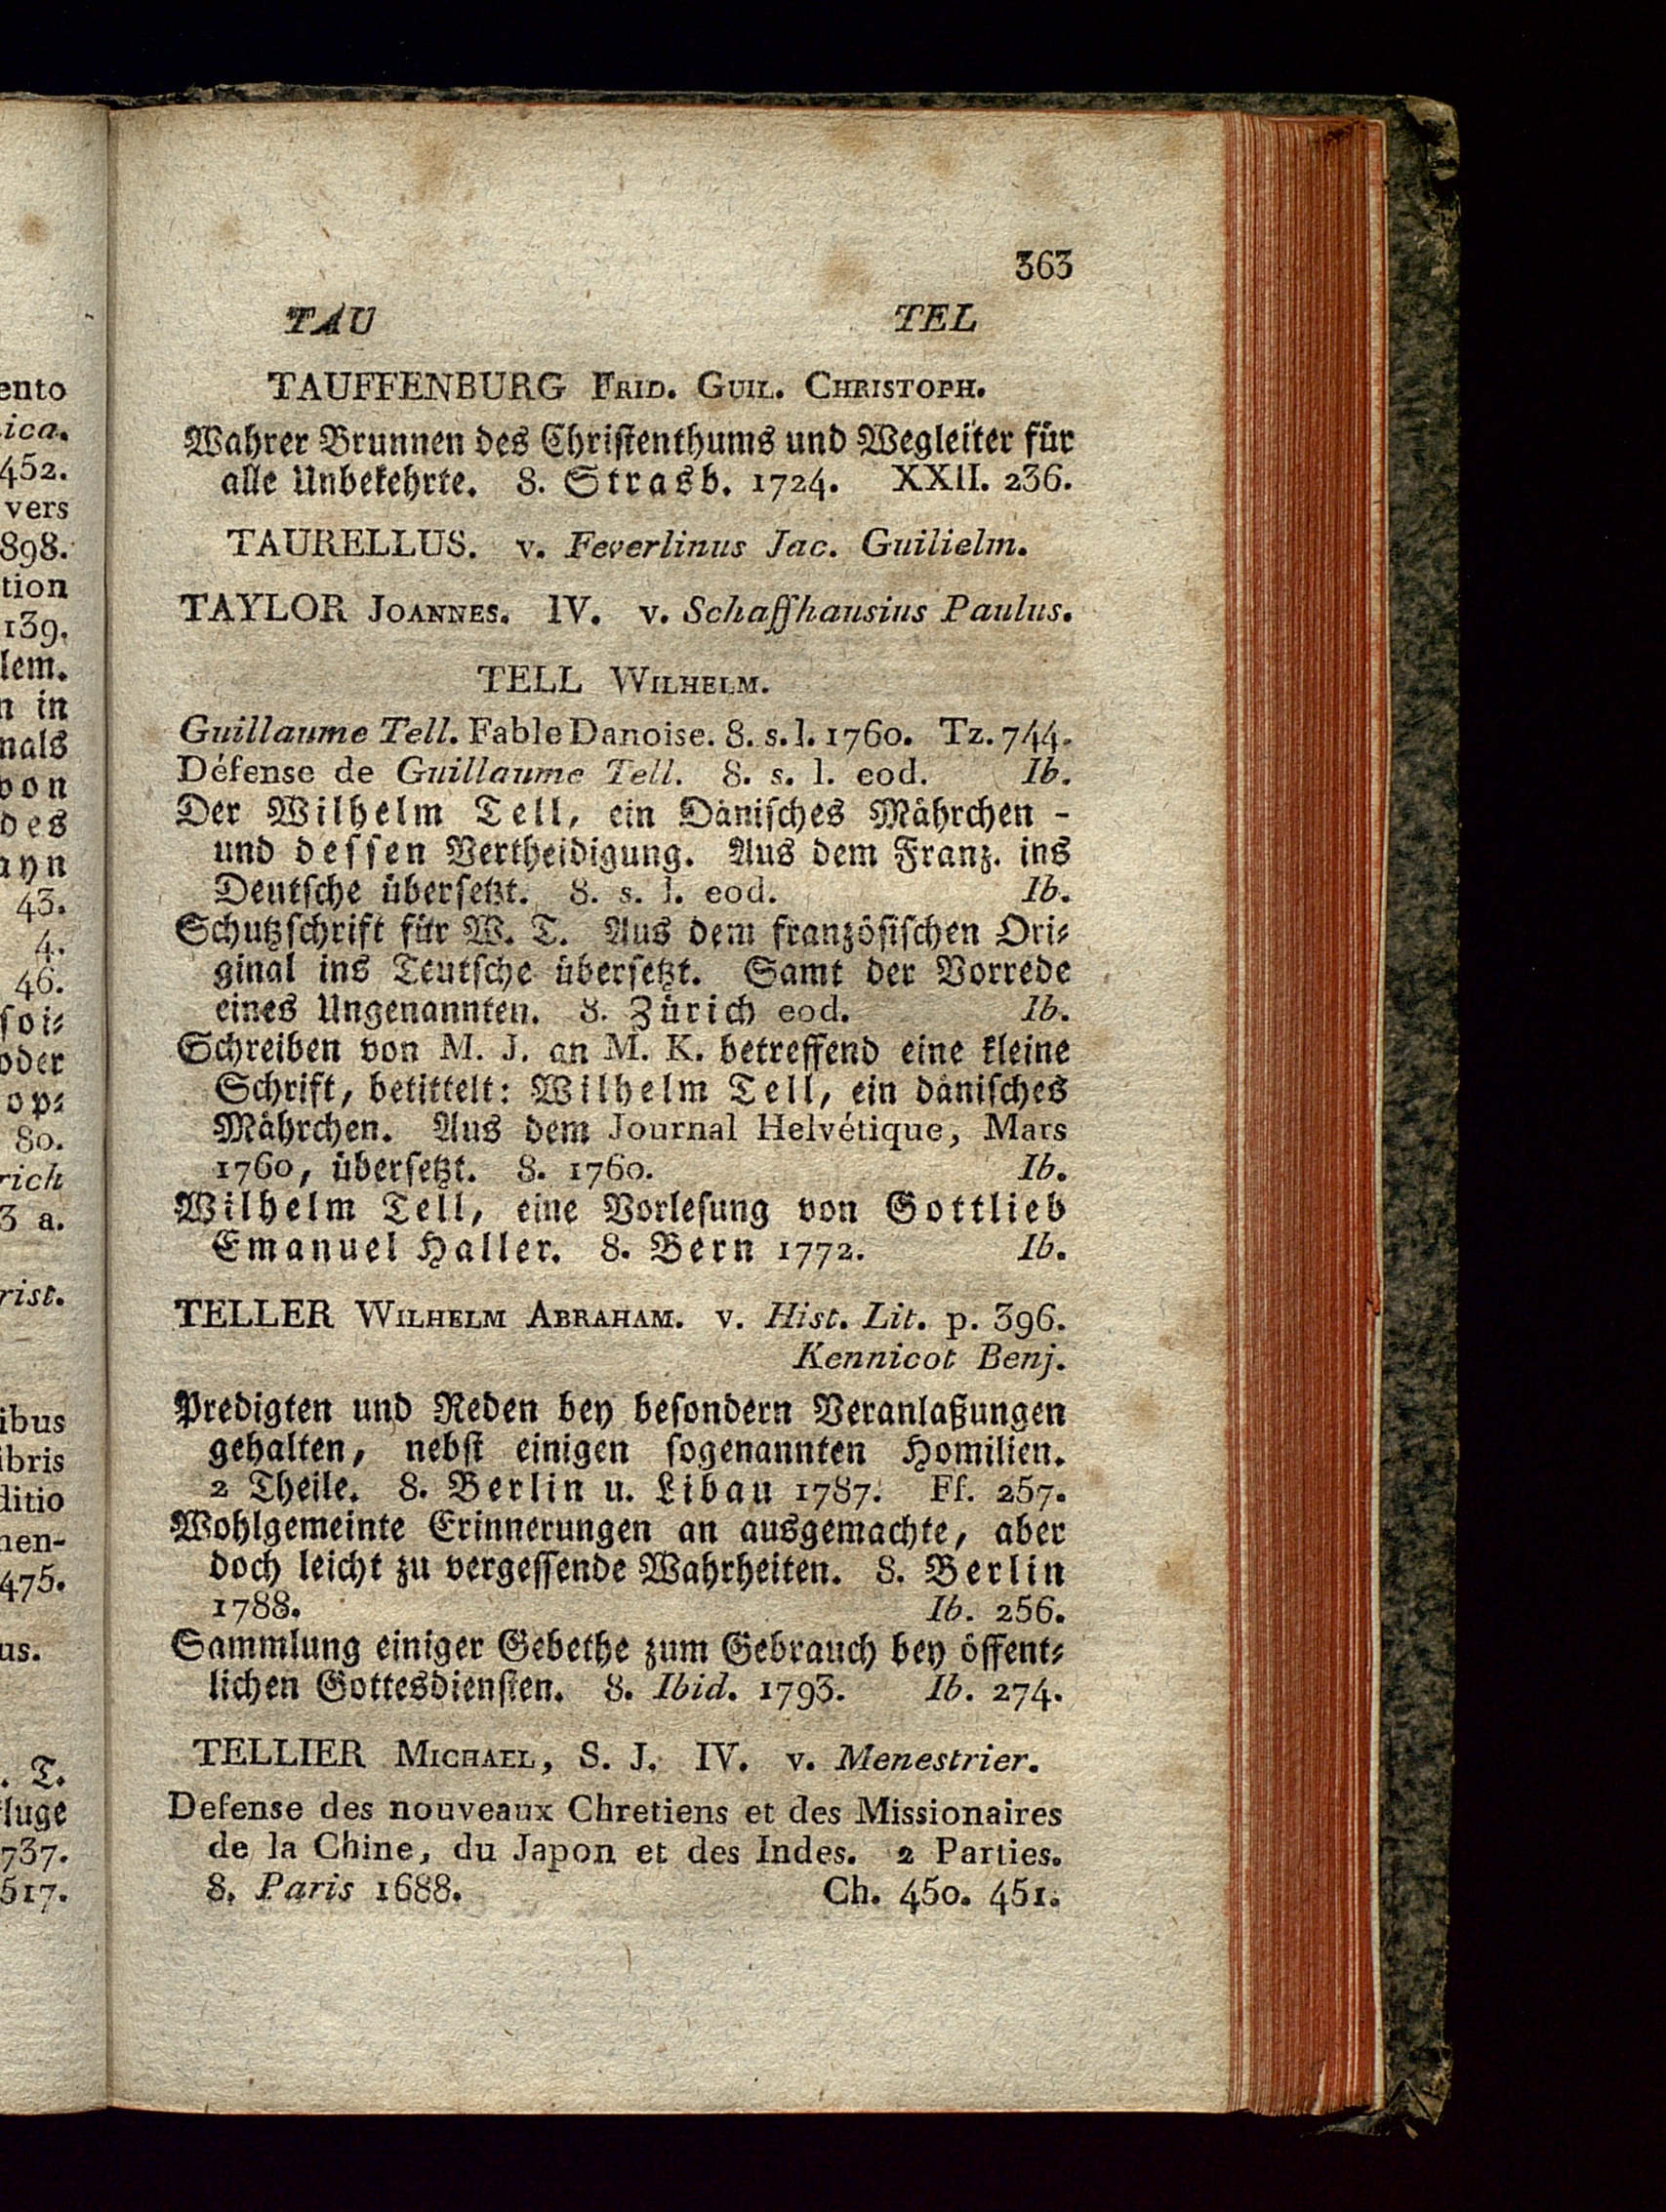 363
TAU TEL
TAUFFENBURG FRID. GUIL. CHRISTOPH.
Wahrer Brunnen des Christenthums und Wegleiter für
alle Unbekehrte. 8. Strasb. 1724. XXII. 236.
TAURELLUS. v. Feverlinus Jac. Guilielm.
TAYLOR JOANNES. IV. v. Schaffhausius Paulus.
TELL WILHELM.
Guillaume Tell. Fable Danoise. 8. s. l. 1760. Tz. 744.
Défense de Guillaume Tell. 8. s. l. eod. Ib.
Der Wilhelm Tell, ein Dänisches Mährchen -
und dessen Vertheidigung. Aus dem Franz. ins
Deutsche übersetzt. 8. s. l. eod. Ib.
Schutzschrift für W. T. Aus dem französischen Ori-
ginal ins Teutsche übersetzt. Samt der Vorrede
eines Ungenannten. 8. Zürich eod. Ib.
Schreiben von M. J. an M. K. betreffend eine kleine
Schrift, betittelt: Wilhelm Tell, ein dänisches
Mährchen. Aus dem Journal Helvétique, Mars
1760, übersetzt. 8. 1760. Ib.
Wilhelm Tell, eine Vorlesung von Gottlieb
Emanuel Haller. 8. Bern 1772. Ib.
TELLER WILHELM ABRAHAM. v. Hist. Lit. p. 396.
Kennicot Benj.
Predigten und Reden bey besondern Veranlaßungen
gehalten, nebst einigen sogenannten Homilien.
2 Theile. 8. Berlin u. Libau 1787. Ff. 257.
Wohlgemeinte Erinnerungen an ausgemachte, aber
doch leicht zu vergessende Wahrheiten. 8. Berlin
1788. Ib. 256.
Sammlung einiger Gebethe zum Gebrauch bey öffent-
lichen Gottesdiensten. 8. Ibid. 1793. Ib. 274.
TELLIER MICHAEL, S. J. IV. v. Menestrier.
Defense des nouveaux Chretiens et des Missionaires
de la Chine, du Japon et des Indes. 2 Parties.
8. Paris 1688. Ch. 450. 451.